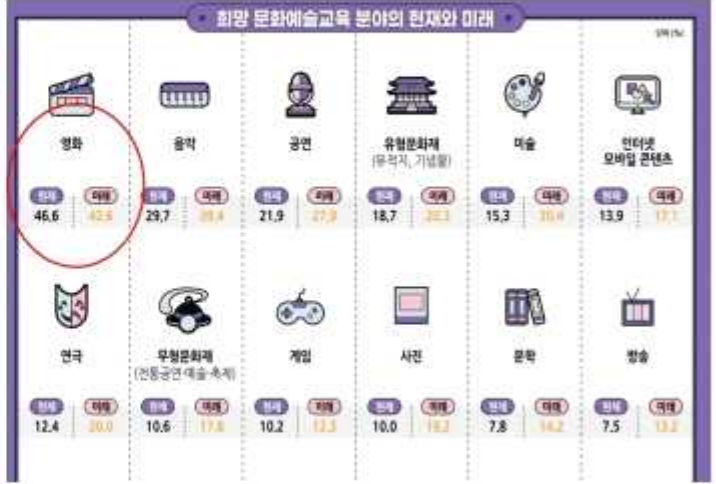 희망 문화예술교육 분야의 현재와 미래
단위 (%)
영화 음악 공연 유형문화재 미술 인터넷
(유적지, 기념물) 모바일 콘텐츠
현재 미래 현재 미래 현재 미래 현재 미래 현재 미래 현재 미래
46.6 42.6 29.7 21.9 27.9 18.7 20.3 15.3 20.4 13.9 17.1
연극 무형문화재 게임 사진 문학 방송
(전통공연·예술·축제)
현재 미래 현재 미래 현재 미래 현재 미래 현재 미래 현재 미래
12.4 20.0 10.6 17.6 10.2 12.3 10.0 7.8 14.2 7.5 13.2